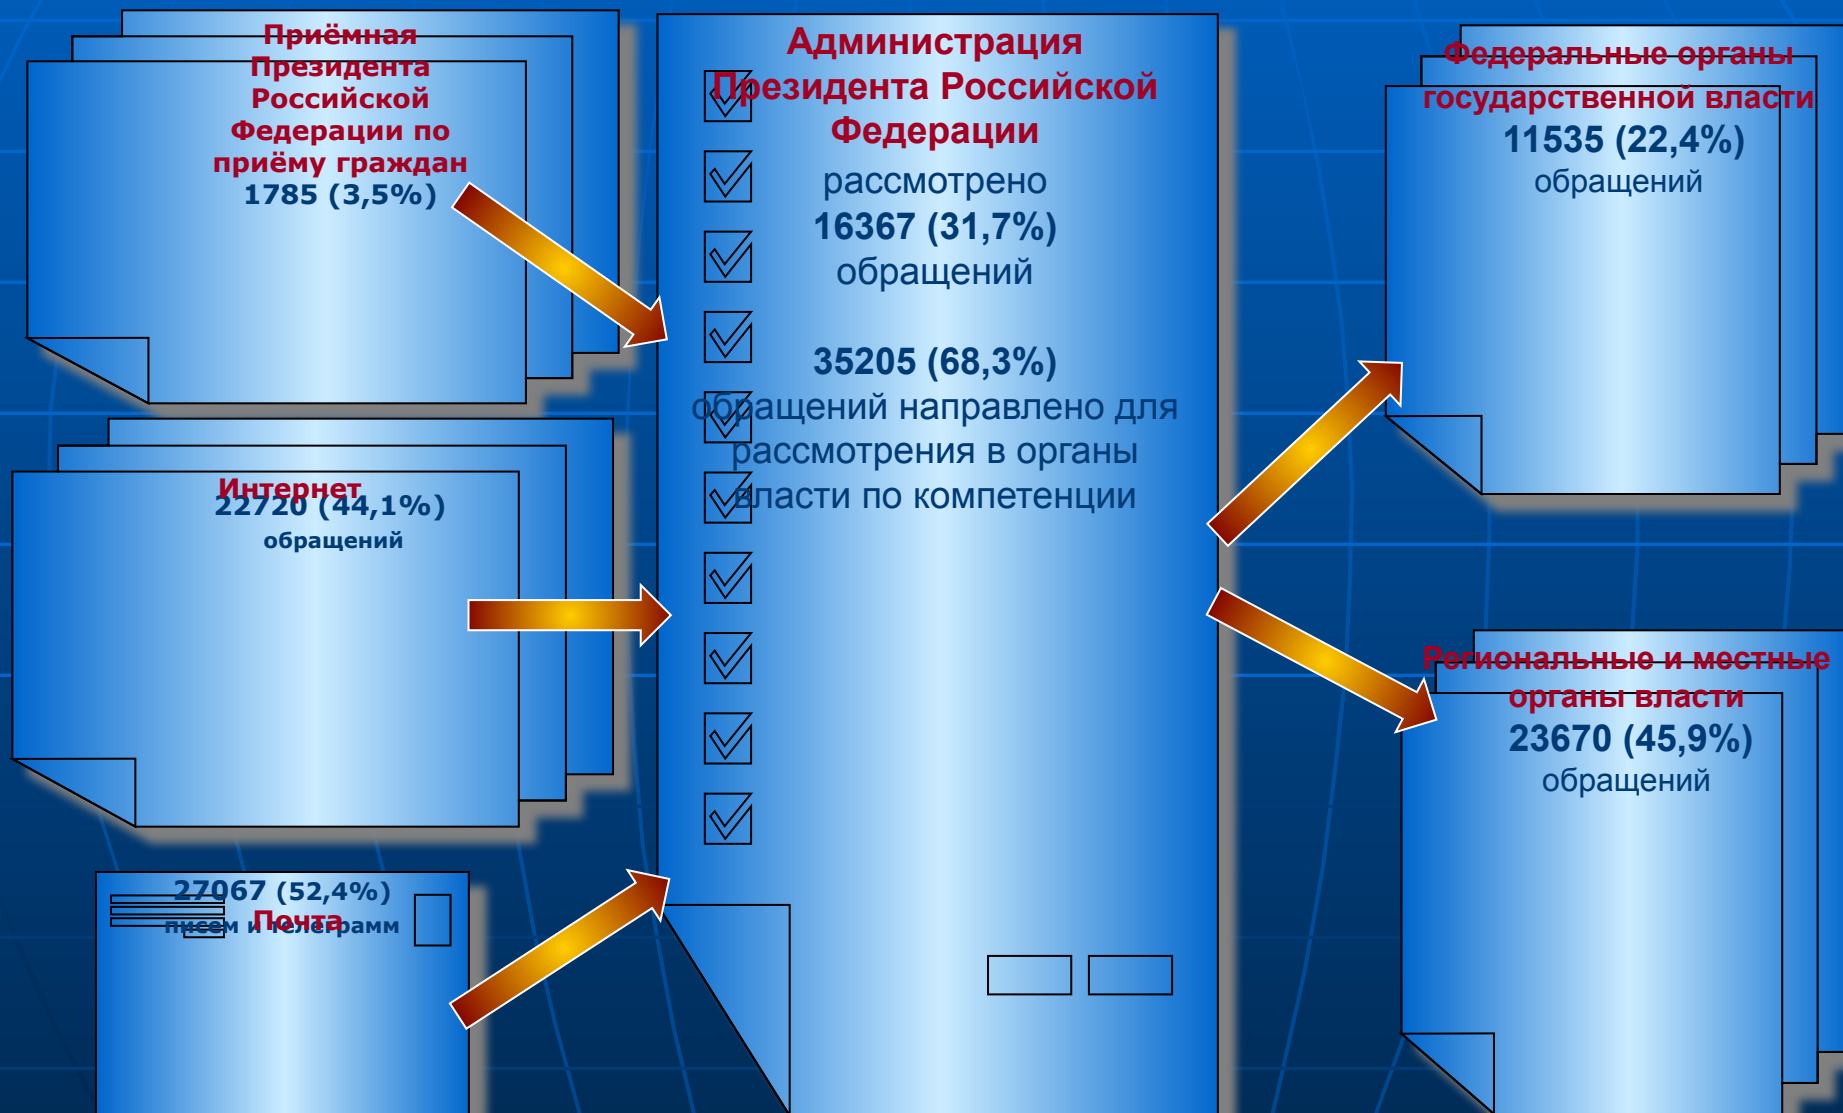 Приёмная
Президента
Российской
Федерации по
приёму граждан
1785 (3,5%)
Интернет
22720 (44,1%)
обращений
27067 (52,4%)
писем и телеграмм
Почта
Администрация
Президента Российской
Федерации
рассмотрено
16367 (31,7%)
обращений
35205 (68,3%)
обращений направлено для
рассмотрения в органы
власти по компетенции
Федеральные органы
государственной власти
11535 (22,4%)
обращений
Региональные и местные
органы власти
23670 (45,9%)
обращений